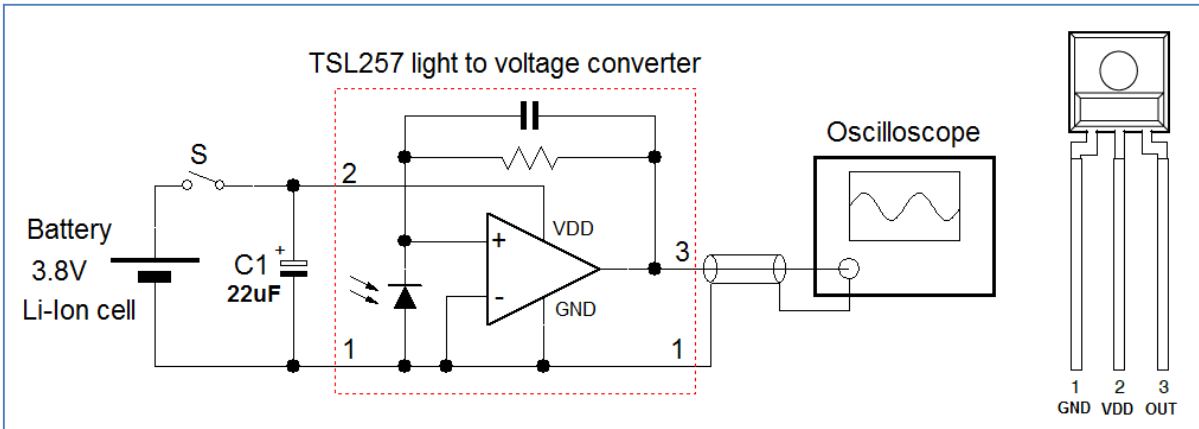 TSL257 light to voltage converter
Oscilloscope
S
2
Battery
3.8V
Li-Ion cell
+
C1
22uF
VDD
+
-
GND
3
1
1
1 2 3
GND VDD OUT